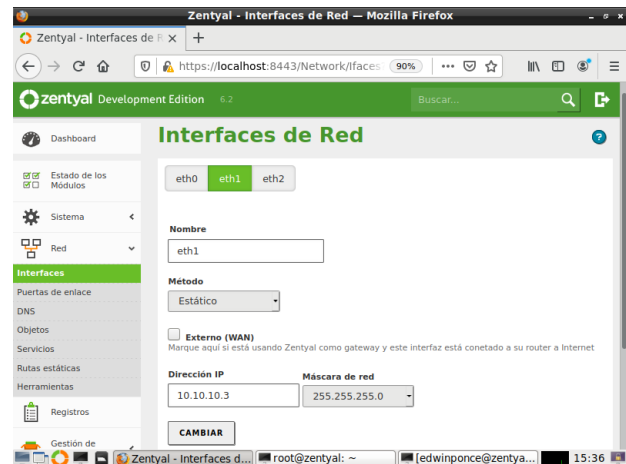 Zentyal - Interfaces de Red — Mozilla Firefox
Zentyal - Interfaces de R
https://localhost:8443/Network/Ifaces
90%
zentyal Development Edition 6.2
Buscar...
Dashboard
Estado de los Módulos
Sistema
Red
Interfaces
Puertas de enlace
DNS
Objetos
Servicios
Rutas estáticas
Herramientas
Registros
Gestión de
Interfaces de Red
eth0 eth1 eth2
Nombre
eth1
Método
Estático
Externo (WAN)
Marque aquí si está usando Zentyal como gateway y este interfaz está conetado a su router a Internet
Dirección IP
Máscara de red
10.10.10.3
255.255.255.0
CAMBIAR
Zentyal - Interfaces d...
root@zentyal: ~
[edwinponce@zentya...
15:36